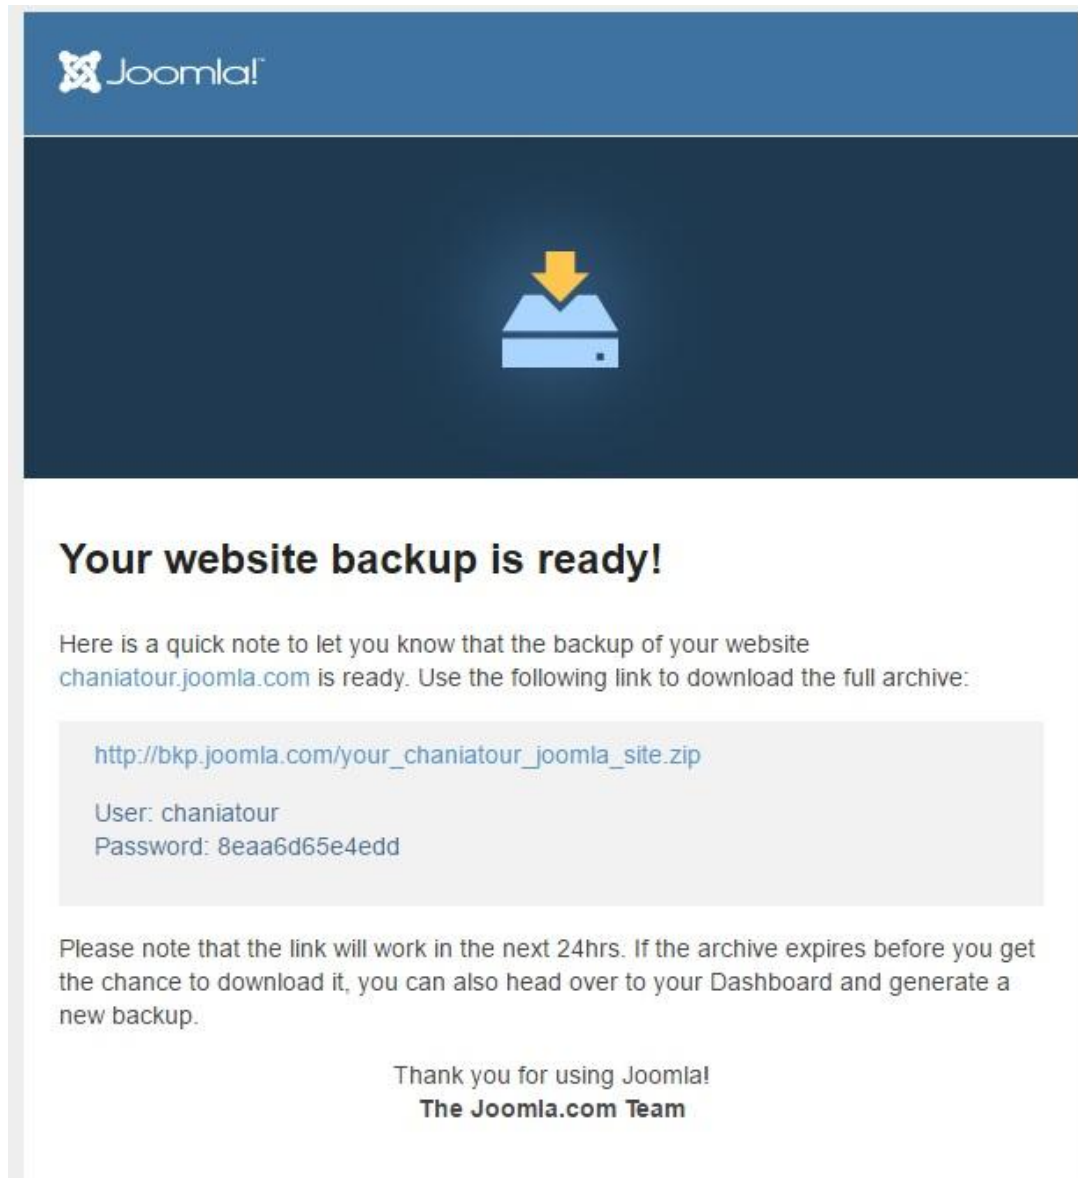 Joomla!™
Your website backup is ready!
Here is a quick note to let you know that the backup of your website
chaniatour.joomla.com is ready. Use the following link to download the full archive:
http://bkp.joomla.com/your_chaniatour_joomla_site.zip
User: chaniatour
Password: 8eaa6d65e4edd
Please note that the link will work in the next 24hrs. If the archive expires before you get
the chance to download it, you can also head over to your Dashboard and generate a
new backup.
Thank you for using Joomla!
The Joomla.com Team